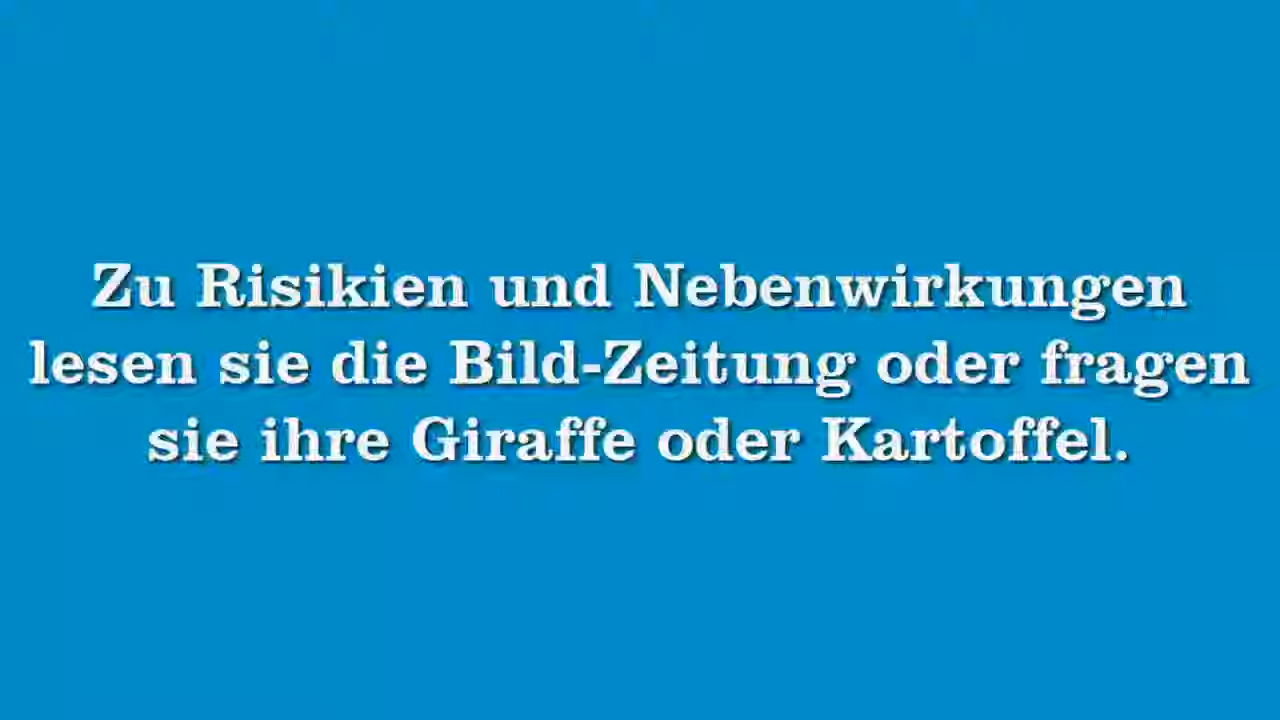 Zu Risikien und Nebenwirkungen
lesen sie die Bild-Zeitung oder fragen
sie ihre Giraffe oder Kartoffel.